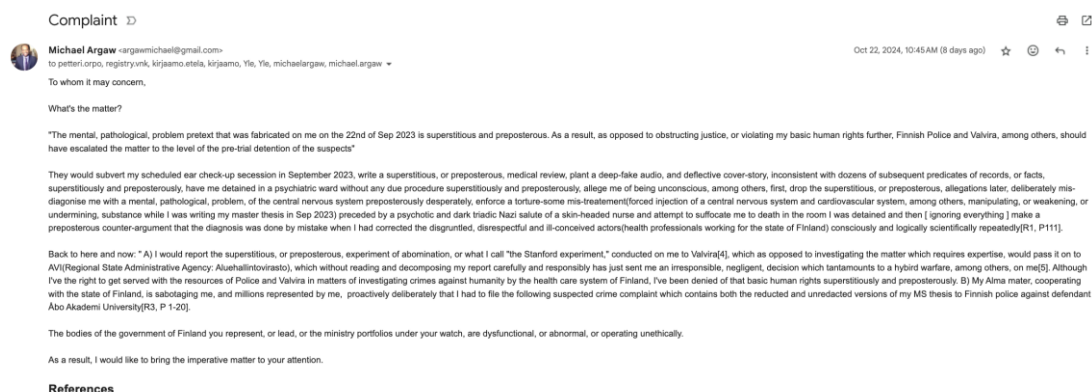 Complaint
Michael Argaw <argawmichael@gmail.com>
Oct 22, 2024, 10:45 AM (8 days ago)
to petteri.orpo, registry.vnk, kirjaamo.etela, kirjaamo, Yle, Yle, michaelargaw, michael.argaw
To whom it may concern,
What's the matter?
"The mental, pathological, problem pretext that was fabricated on me on the 22nd of Sep 2023 is superstitious and preposterous. As a result, as opposed to obstructing justice, or violating my basic human rights further, Finnish Police and Valvira, among others, should
have escalated the matter to the level of the pre-trial detention of the suspects"
They would subvert my scheduled ear check-up secession in September 2023, write a superstitious, or preposterous, medical review, plant a deep-fake audio, and deflective cover-story, inconsistent with dozens of subsequent predicates of records, or facts,
superstitiously and preposterously, have me detained in a psychiatric ward without any due procedure superstitiously and preposterously, allege me of being unconscious, among others, first, drop the superstitious, or preposterous, allegations later, deliberately mis-
diagnose me with a mental, pathological, problem, of the central nervous system preposterously desperately, enforce a torture-some mis-treatment(forced injection of a central nervous system and cardiovascular system, among others, manipulating, or weakening, or
undermining, substance while I was writing my master thesis in Sep 2023) preceded by a psychotic and dark triadic Nazi salute of a skin-headed nurse and attempt to suffocate me to death in the room I was detained and then [ ignoring everything ] make a
preposterous counter-argument that the diagnosis was done by mistake when I had corrected the disgruntled, disrespectful and ill-conceived actors(health professionals working for the state of FInland) consciously and logically scientifically repeatedly[R1, P111].
Back to here and now: " A) I would report the superstitious, or preposterous, experiment of abomination, or what I call "the Stanford experiment," conducted on me to Valvira[4], which as opposed to investigating the matter which requires expertise, would pass it on to
AVI(Regional State Administrative Agency: Aluehallintovirasto), which without reading and decomposing my report carefully and responsibly has just sent me an irresponsible, negligent, decision which tantamounts to a hybird warfare, among others, on me[5]. Although
I've the right to get served with the resources of Police and Valvira in matters of investigating crimes against humanity by the health care system of Finland, I've been denied of that basic human rights superstitiously and preposterously. B) My Alma mater, cooperating
with the state of Finland, is sabotaging me, and millions represented by me, proactively deliberately that I had to file the following suspected crime complaint which contains both the reducted and unredacted versions of my MS thesis to Finnish police against defendant
Åbo Akademi University[R3, P 1-20].
The bodies of the government of Finland you represent, or lead, or the ministry portfolios under your watch, are dysfunctional, or abnormal, or operating unethically.
As a result, I would like to bring the imperative matter to your attention.
References